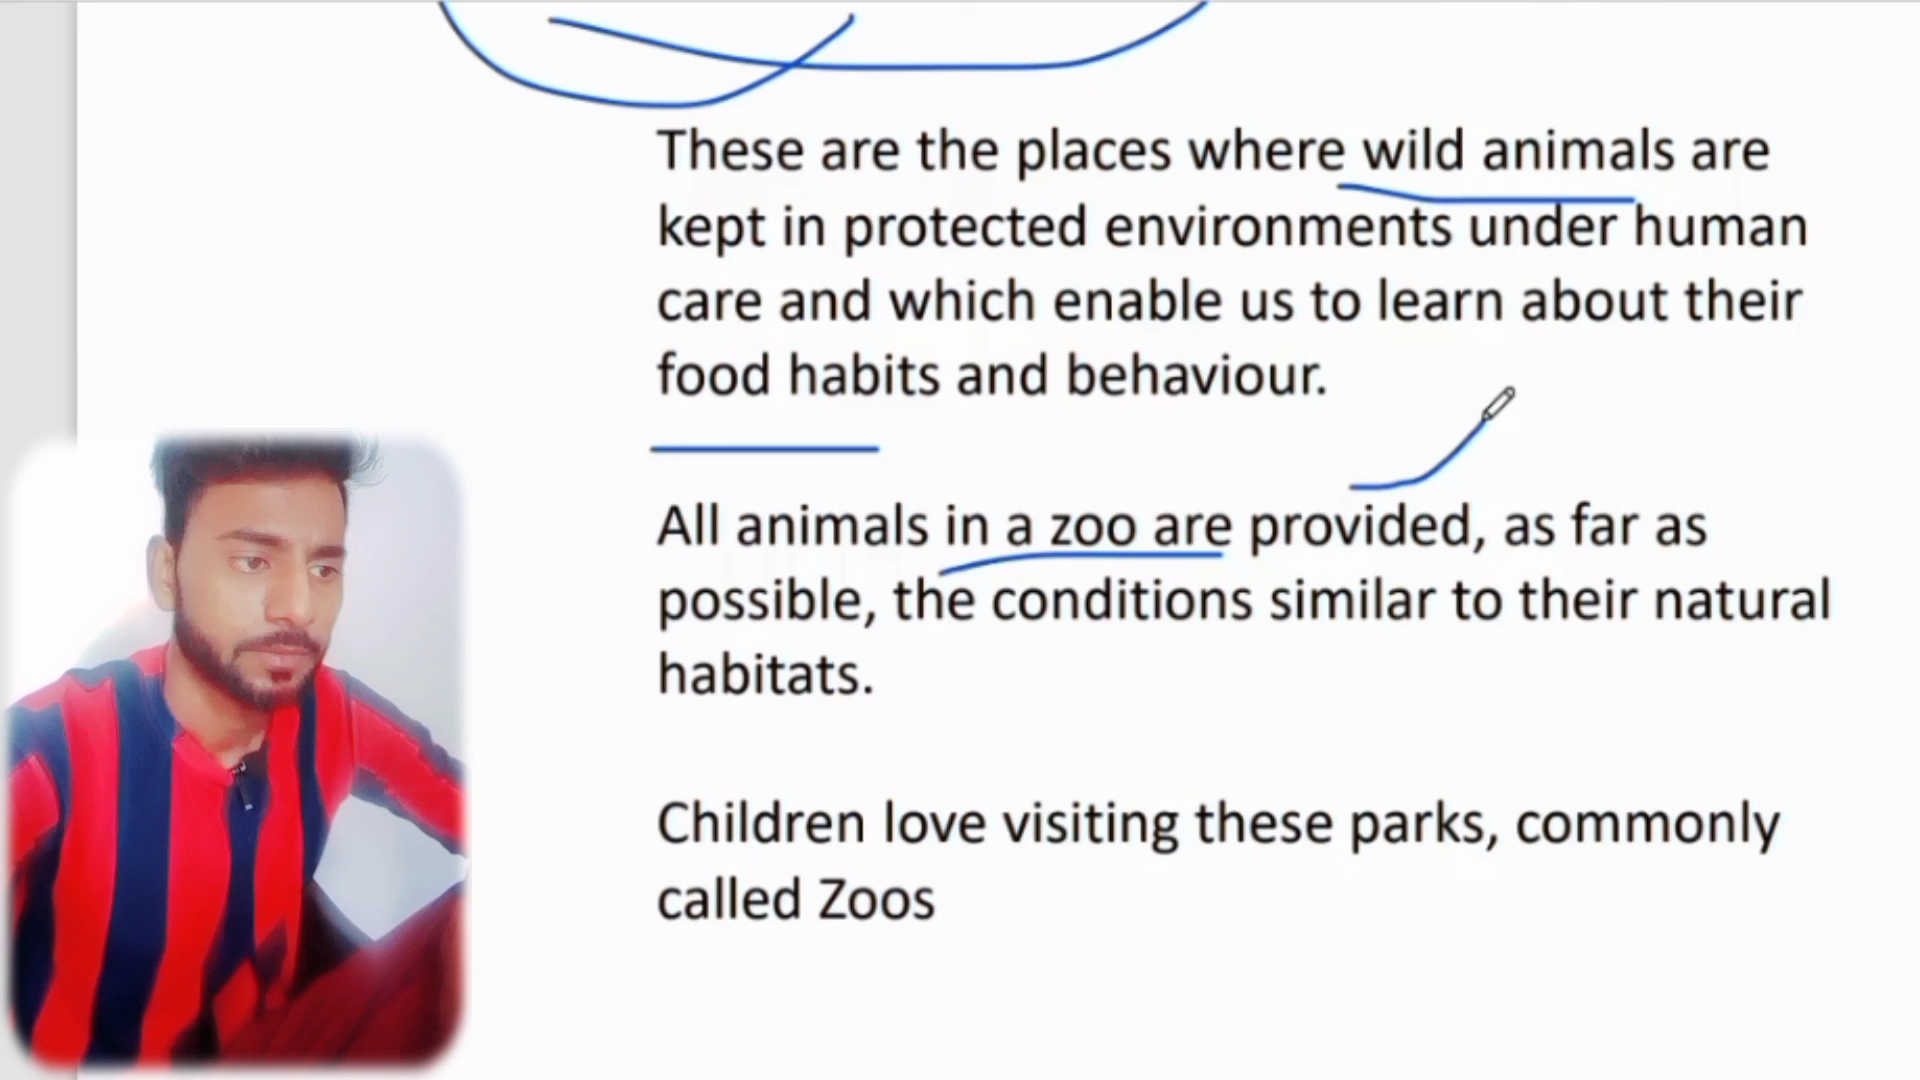 These are the places where wild animals are
kept in protected environments under human
care and which enable us to learn about their
food habits and behaviour.
All animals in a zoo are provided, as far as
possible, the conditions similar to their natural
habitats.
Children love visiting these parks, commonly
called Zoos